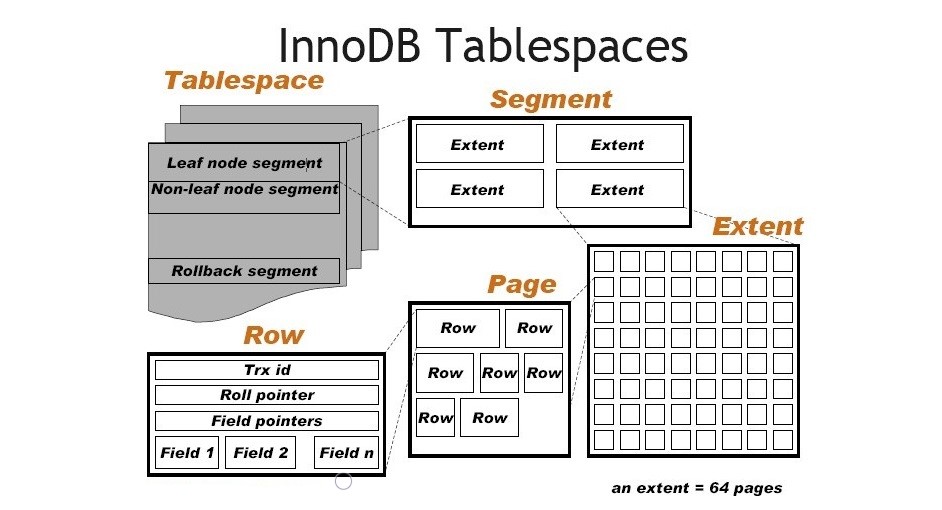 InnoDB Tablespaces
Tablespace
Leaf node segment
Non-leaf node segment
Rollback segment
Segment
Extent Extent
Extent Extent
Extent
an extent = 64 pages
Page
Row Row
Row Row Row
Row Row
Row
Trx id
Roll pointer
Field pointers
Field 1 Field 2 Field n